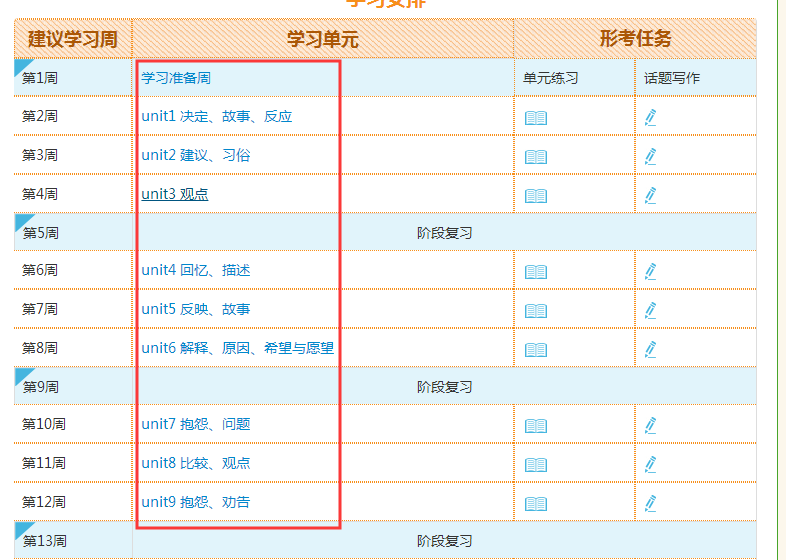 学习安排
建议学习周 学习单元 形考任务
第1周 学习准备周 单元练习 话题写作
第2周 unit1 决定、故事、反应
第3周 unit2 建议、习俗
第4周 unit3 观点
第5周 阶段复习
第6周 unit4 回忆、描述
第7周 unit5 反映、故事
第8周 unit6 解释、原因、希望与愿望
第9周 阶段复习
第10周 unit7 抱怨、问题
第11周 unit8 比较、观点
第12周 unit9 抱怨、劝告
第13周 阶段复习